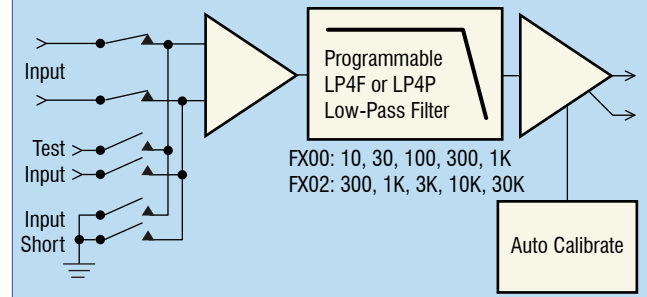 Input
Test
Input
Input
Short
Programmable
LP4F or LP4P
Low-Pass Filter
FX00: 10, 30, 100, 300, 1K
FX02: 300, 1K, 3K, 10K, 30K
Auto Calibrate